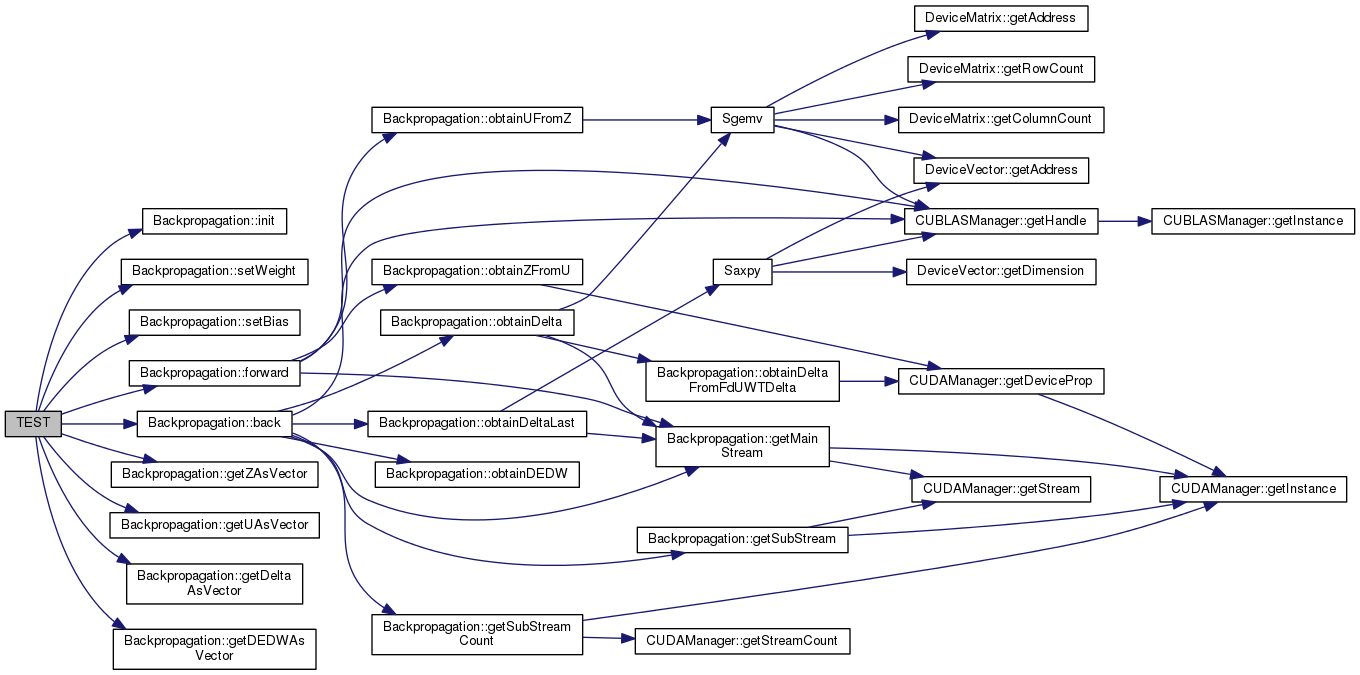 TEST
Backpropagation::init
Backpropagation::setWeight
Backpropagation::setBias
Backpropagation::forward
Backpropagation::back
Backpropagation::getZAsVector
Backpropagation::getUAsVector
Backpropagation::getDelta
AsVector
Backpropagation::getDEDWAs
Vector
Backpropagation::obtainUFromZ
Backpropagation::obtainZFromU
Backpropagation::obtainDelta
Backpropagation::obtainDeltaLast
Backpropagation::obtainDEDW
Backpropagation::getSubStream
Count
Sgemv
Saxpy
Backpropagation::obtainDelta
FromFdUWTDelta
Backpropagation::getMain
Stream
Backpropagation::getSubStream
CUDAManager::getStreamCount
DeviceMatrix::getAddress
DeviceMatrix::getRowCount
DeviceMatrix::getColumnCount
DeviceVector::getAddress
CUBLASManager::getHandle
DeviceVector::getDimension
CUDAManager::getDeviceProp
CUDAManager::getStream
CUBLASManager::getInstance
CUDAManager::getInstance